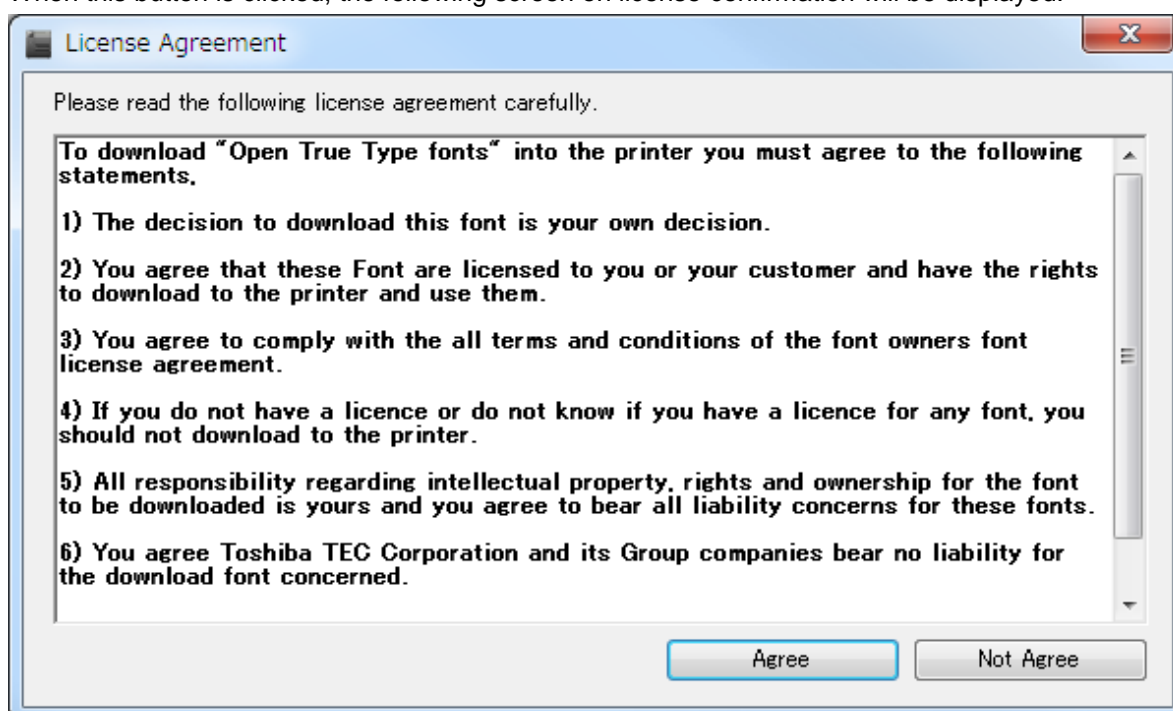 When this button is clicked, the following screen on license confirmation will be displayed.
License Agreement
Please read the following license agreement carefully.
To download "Open True Type fonts" into the printer you must agree to the following
statements.
1) The decision to download this font is your own decision.
2) You agree that these Font are licensed to you or your customer and have the rights
to download to the printer and use them.
3) You agree to comply with the all terms and conditions of the font owners font
license agreement.
4) If you do not have a licence or do not know if you have a licence for any font, you
should not download to the printer.
5) All responsibility regarding intellectual property, rights and ownership for the font
to be downloaded is yours and you agree to bear all liability concerns for these fonts.
6) You agree Toshiba TEC Corporation and its Group companies bear no liability for
the download font concerned.
Agree
Not Agree